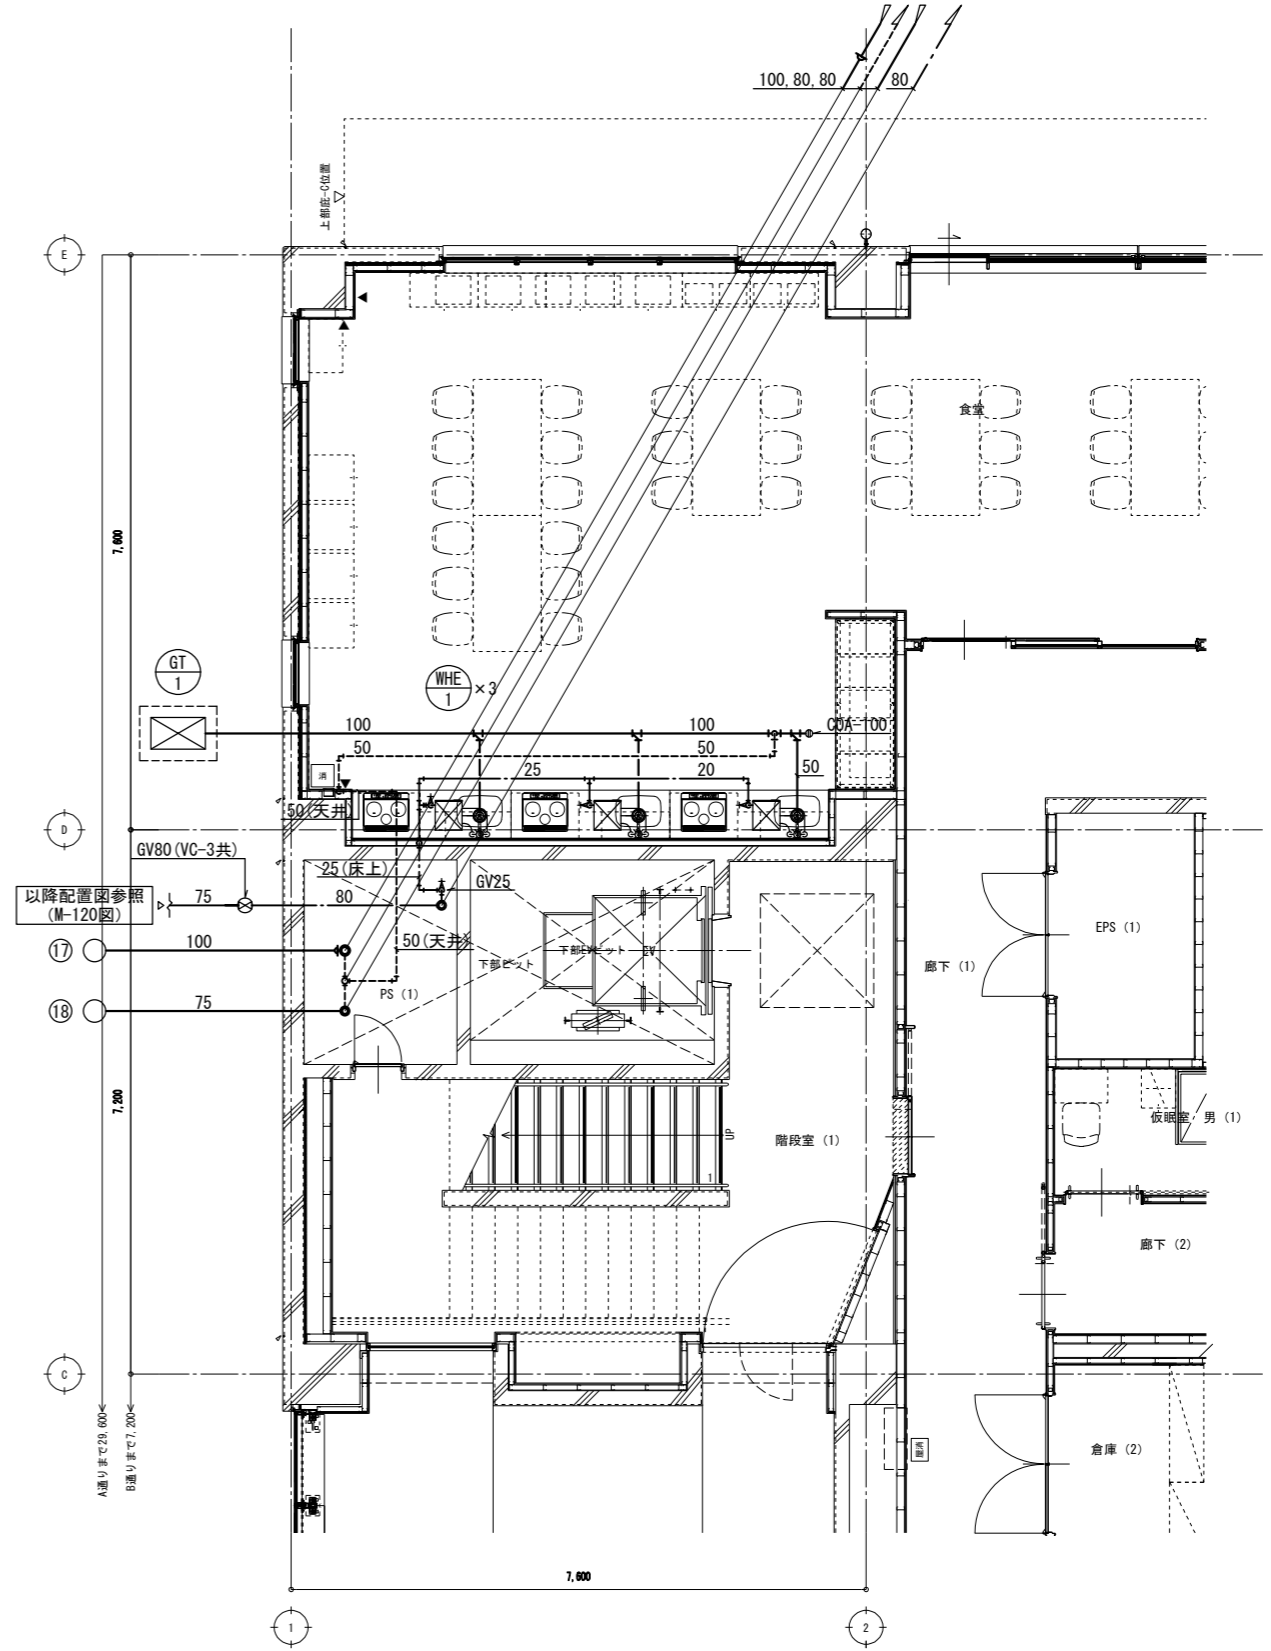 100, 80, 80
80
上部庇-C位置
E
食堂
7,600
GT
1
WHE
1
×3
100
100
COA-100
50
50
25
20
50
消
50(天井)
D
GV80(VC-3共)
25(床上)
GV25
以降配置図参照
(M-120図)
75
80
EPS (1)
17
100
50(天井)
下部ピット
下部EVピット
EV
廊下 (1)
PS (1)
18
75
7,200
仮眠室 男 (1)
UP
階段室 (1)
1
廊下 (2)
C
A通りまで29,600
B通りまで7,200
倉庫 (2)
7,600
1
2